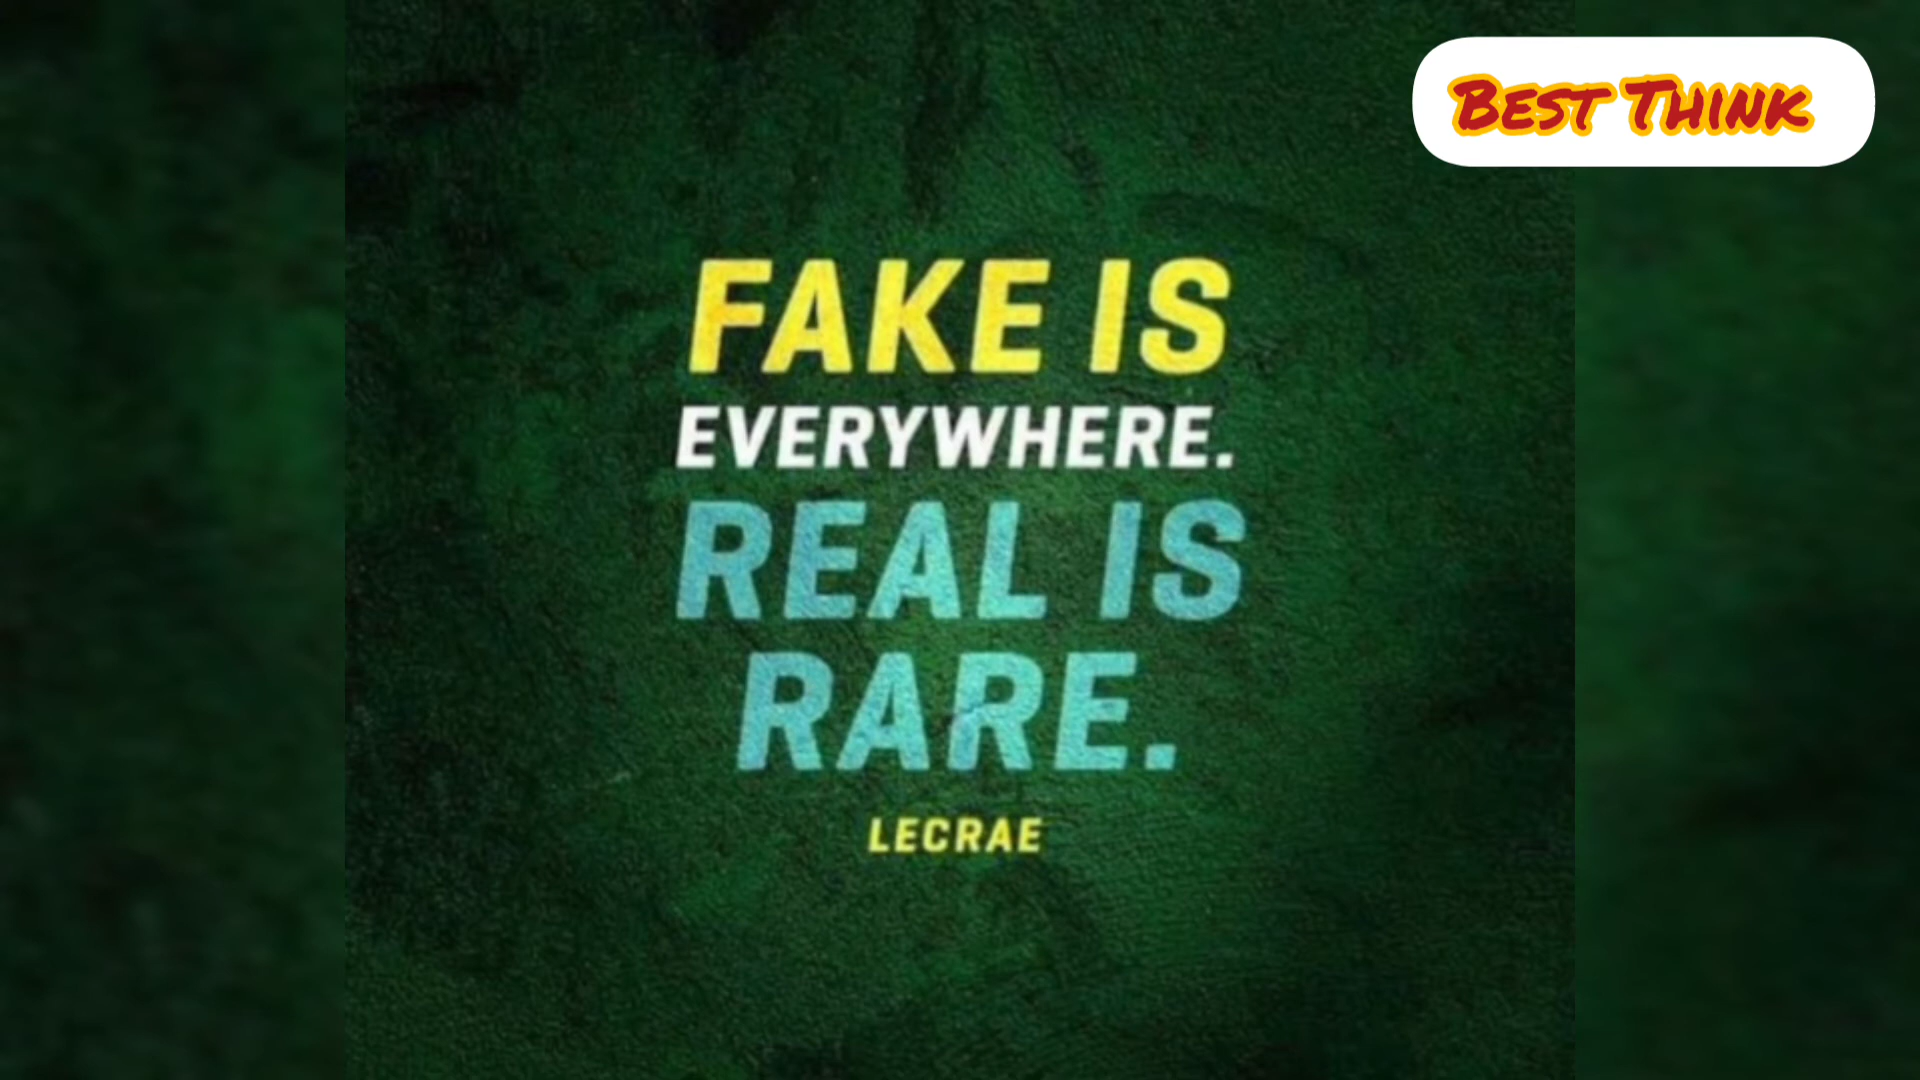 BEST THINK
FAKE IS
EVERYWHERE.
REAL IS
RARE.
LECRAE